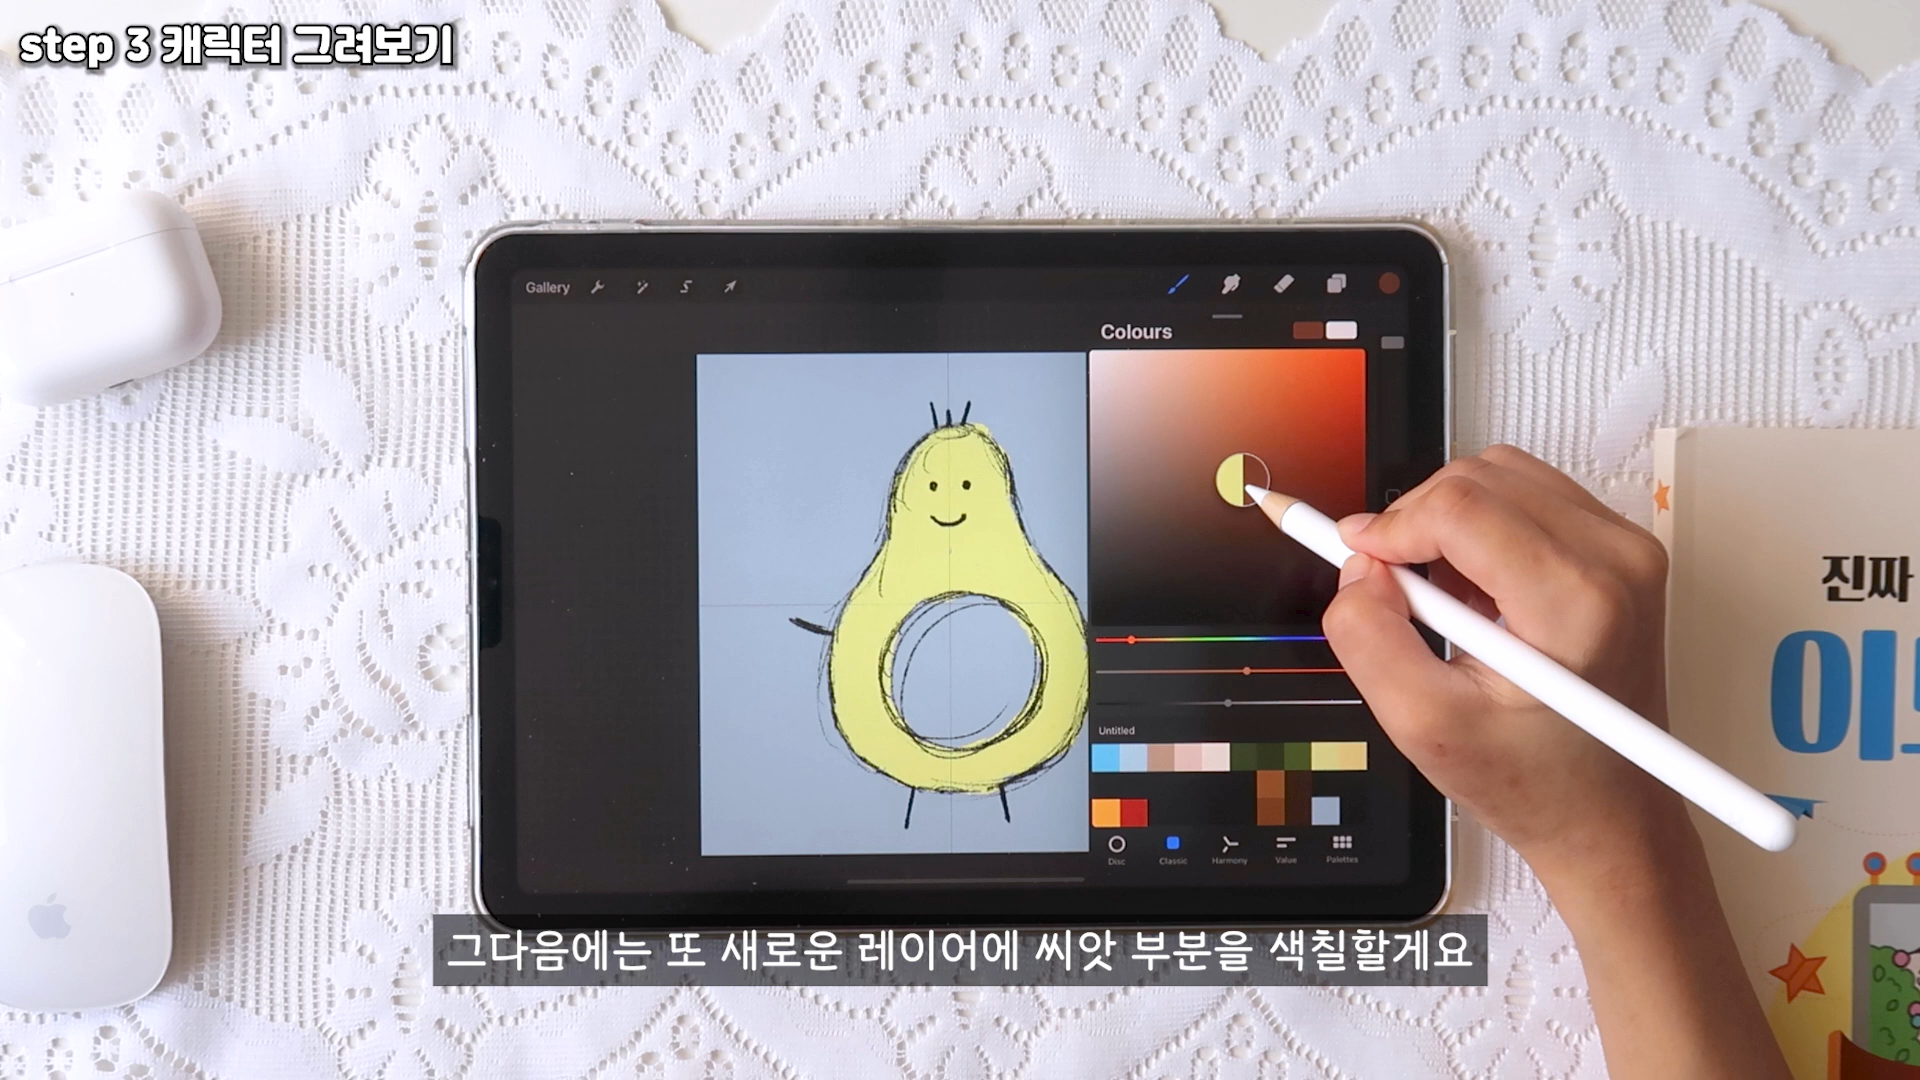 step 3 캐릭터 그려보기
Gallery
Colours
Untitled
Disc
Classic
Harmony
Value
Palettes
진짜
그다음에는 또 새로운 레이어에 씨앗 부분을 색칠할게요